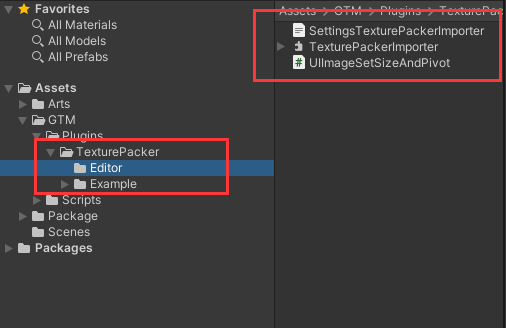 Favorites
All Materials
All Models
All Prefabs
Assets
Arts
GTM
Plugins
TexturePacker
Editor
Example
Scripts
Package
Scenes
Packages
Assets > GTM > Plugins > TexturePac
SettingsTexturePackerImporter
TexturePackerImporter
UIImageSetSizeAndPivot